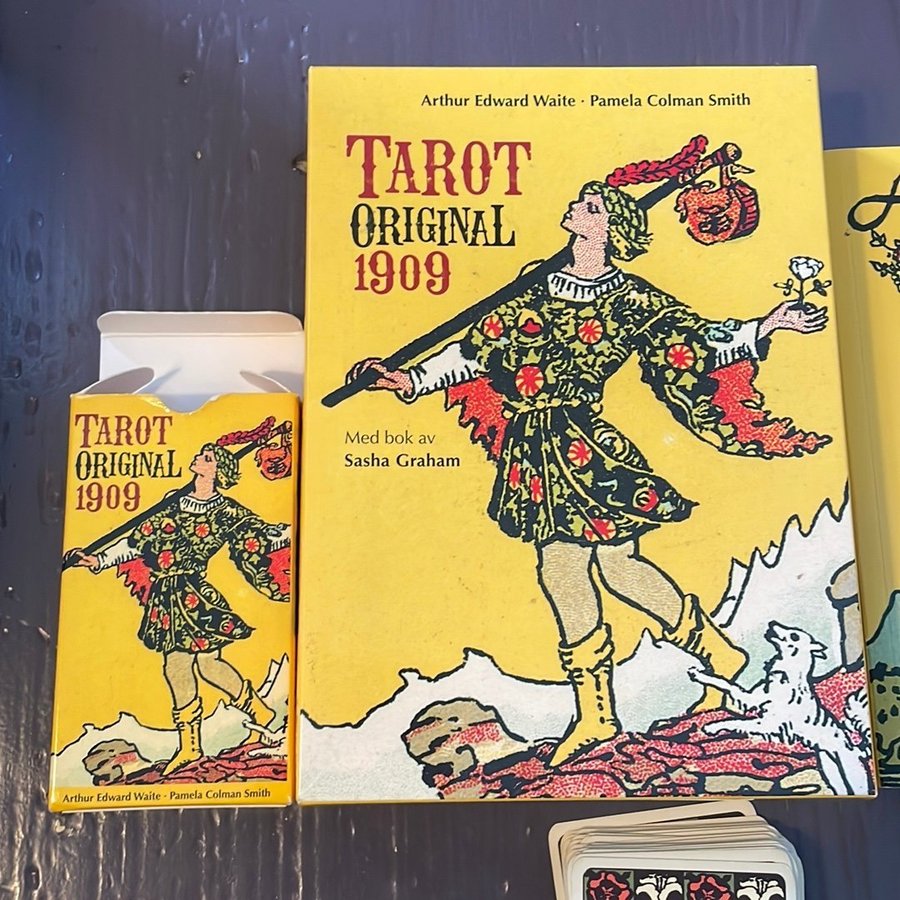 Arthur Edward Waite · Pamela Colman Smith
TAROT
ORIGINAL
1909
Med bok av
Sasha Graham
TAROT
ORIGINAL
1909
Arthur Edward Waite · Pamela Colman Smith